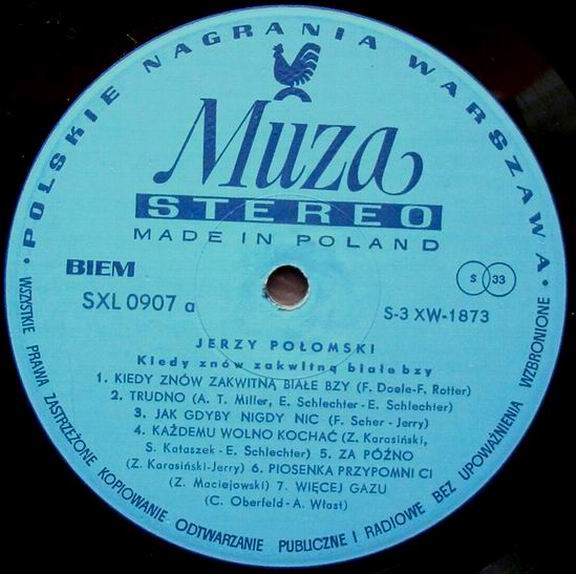 • POLSKIE NAGRANIA WARSZAWA •
Muza
STEREO
MADE IN POLAND
BIEM
S 33
SXL 0907 a
S-3 XW-1873
JERZY POŁOMSKI
Kiedy znów zakwitną białe bzy
1. KIEDY ZNÓW ZAKWITNĄ BIAŁE BZY (F. Doele-F. Rotter)
2. TRUDNO (A. T. Miller, E. Schlechter - E. Schlechter)
3. JAK GDYBY NIGDY NIC (F. Scher - Jerry)
4. KAŻDEMU WOLNO KOCHAĆ (Z. Karasiński,
S. Kataszek - E. Schlechter) 5. ZA PÓŹNO
(Z. Karasiński-Jerry) 6. PIOSENKA PRZYPOMNI CI
(Z. Maciejowski) 7. WIĘCEJ GAZU
(C. Oberfeld - A. Włast)
WSZYSTKIE PRAWA ZASTRZEŻONE KOPIOWANIE ODTWARZANIE PUBLICZNE I RADIOWE BEZ UPOWAŻNIENIA WZBRONIONE